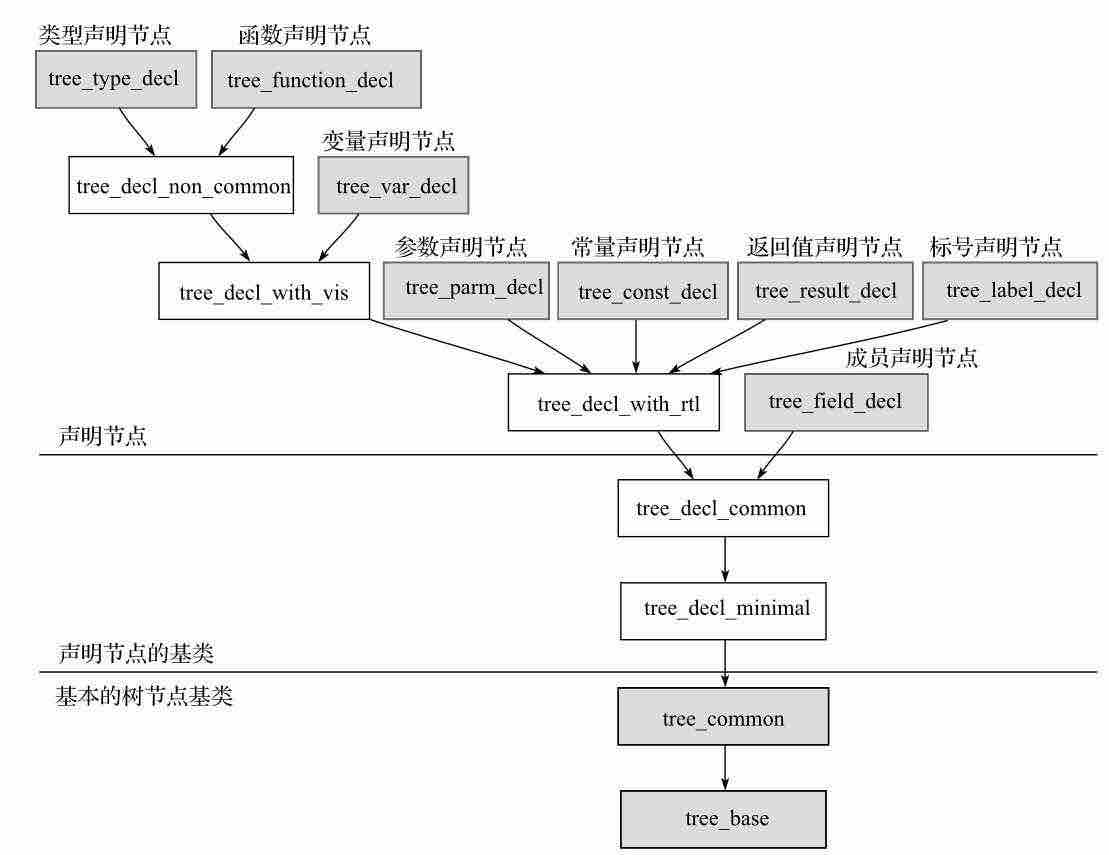 类型声明节点
函数声明节点
tree_type_decl
tree_function_decl
变量声明节点
tree_decl_non_common
tree_var_decl
参数声明节点
常量声明节点
返回值声明节点
标号声明节点
tree_decl_with_vis
tree_parm_decl
tree_const_decl
tree_result_decl
tree_label_decl
成员声明节点
tree_decl_with_rtl
tree_field_decl
声明节点
tree_decl_common
tree_decl_minimal
声明节点的基类
基本的树节点基类
tree_common
tree_base